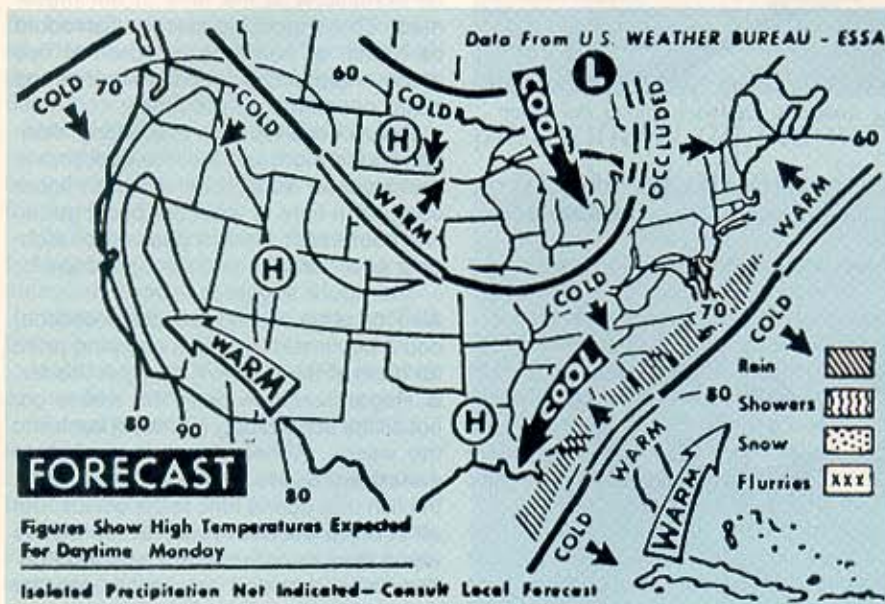 Data From U.S. WEATHER BUREAU - ESSA
COLD
70
COLD
60
COLD
COOL
L
OCCLUDED
60
H
WARM
WARM
H
COLD
70
COLD
WARM
COOL
H
80
90
80
80
WARM
COLD
WARM
Rain
Showers
Snow
Flurries
xxx
FORECAST
Figures Show High Temperatures Expected
For Daytime Monday
Isolated Precipitation Not Indicated—Consult Local Forecast